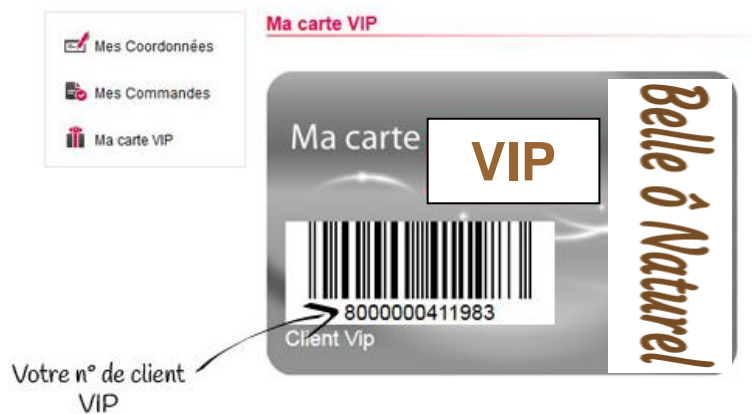 Mes Coordonnées
Mes Commandes
Ma carte VIP
Ma carte VIP
Ma carte
VIP
Belle ô Naturel
8000000411983
Client Vip
Votre n° de client
VIP